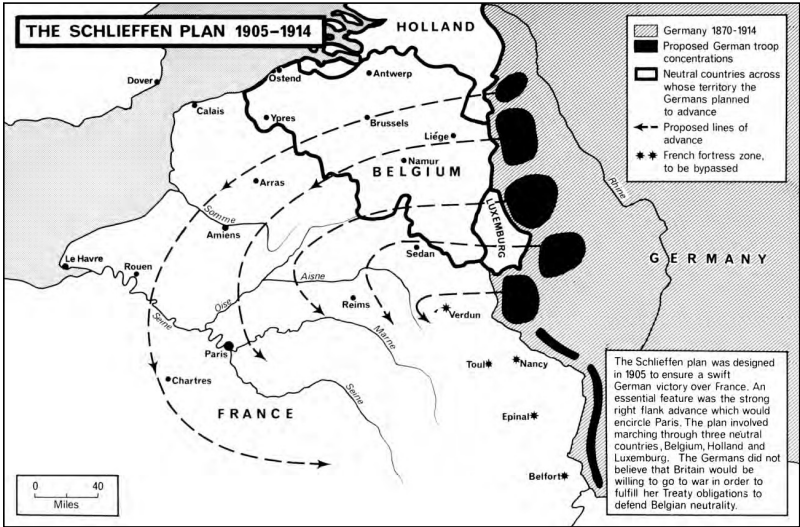 THE SCHLIEFFEN PLAN 1905–1914
HOLLAND
Germany 1870-1914
Proposed German troop
concentrations
Neutral countries across
whose territory the
Germans planned
to advance
Proposed lines of
advance
French fortress zone,
to be bypassed
Dover
Ostend
Antwerp
Calais
Ypres
Brussels
Liége
Namur
BELGIUM
Arras
Rhine
LUXEMBURG
Somme
Amiens
Sedan
GERMANY
Le Havre
Rouen
Aisne
Oise
Reims
Verdun
Seine
Marne
Paris
Toul
Nancy
Chartres
Seine
FRANCE
Epinal
Belfort
The Schlieffen plan was designed
in 1905 to ensure a swift
German victory over France. An
essential feature was the strong
right flank advance which would
encircle Paris. The plan involved
marching through three neutral
countries, Belgium, Holland and
Luxemburg. The Germans did not
believe that Britain would be
willing to go to war in order to
fulfill her Treaty obligations to
defend Belgian neutrality.
0 40
Miles